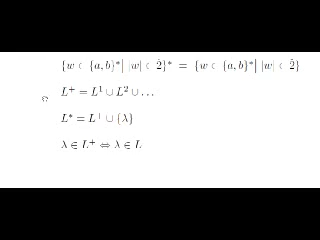 {w ∈ {a, b}*| |w| ∈ 2̂}* = {w ∈ {a, b}*| |w| ∈ 2̂}
L⁺ = L¹ ∪ L² ∪ ...
L* = L⁺ ∪ {λ}
λ ∈ L⁺ ⇔ λ ∈ L